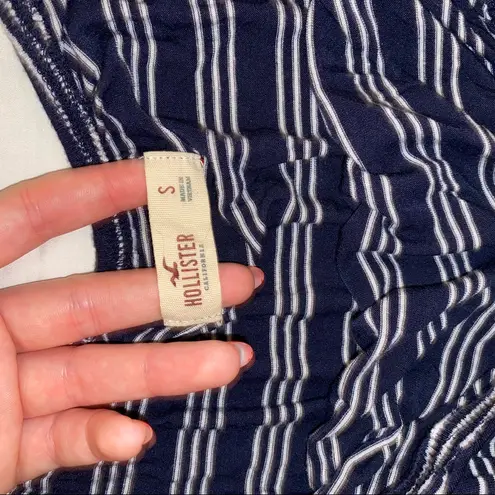 HOLLISTER
CALIFORNIA
S
MADE IN
VIETNAM